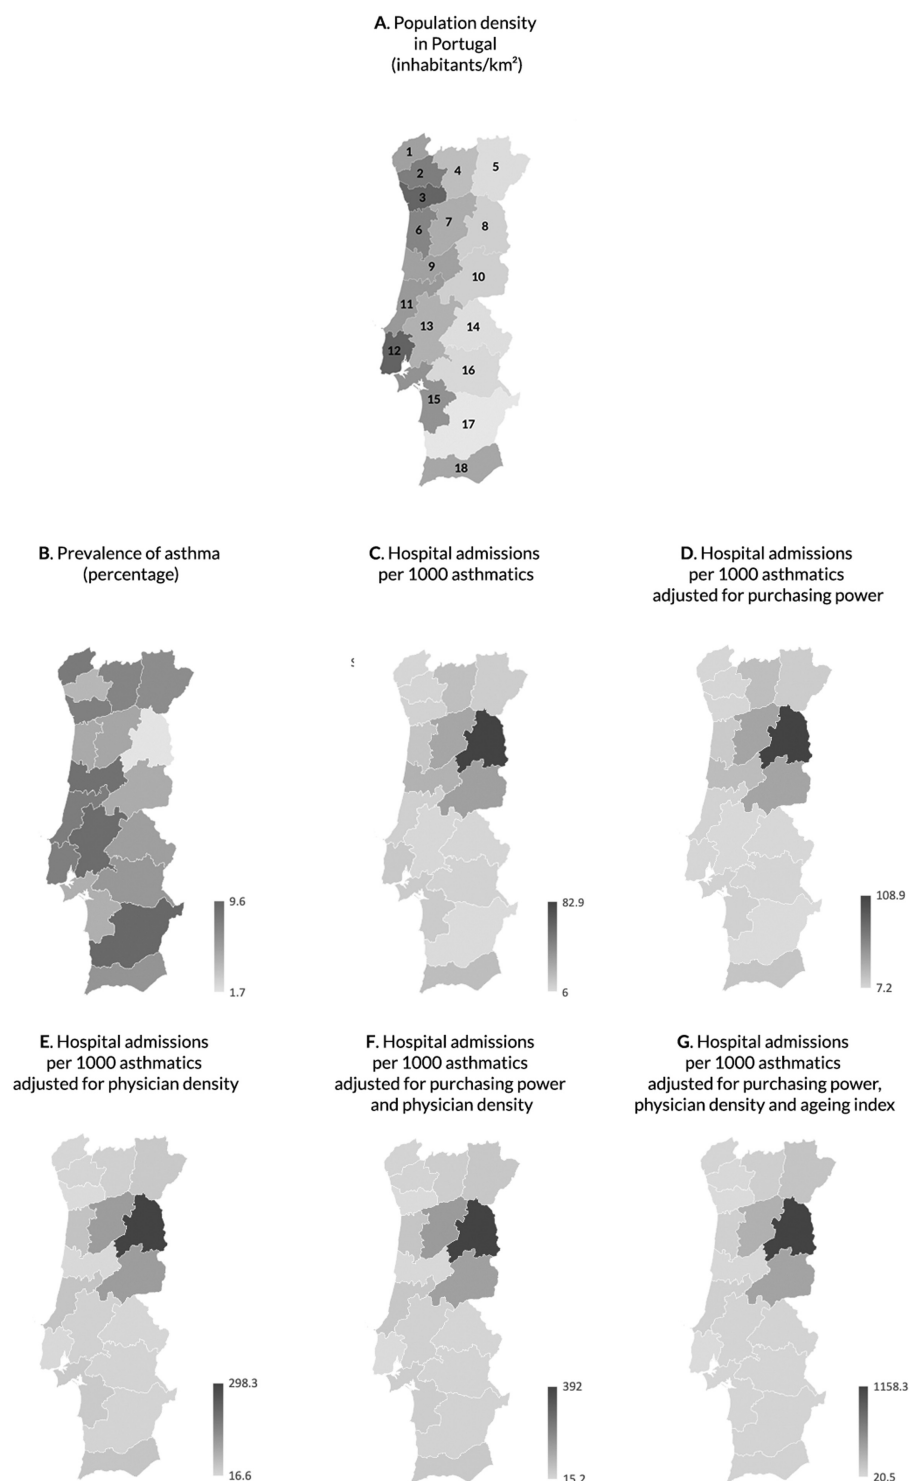 A. Population density
in Portugal
(inhabitants/km²)
1
2
3
4
5
6
7
8
9
10
11
12
13
14
15
16
17
18
B. Prevalence of asthma
(percentage)
9.6
1.7
C. Hospital admissions
per 1000 asthmatics
82.9
6
D. Hospital admissions
per 1000 asthmatics
adjusted for purchasing power
108.9
7.2
E. Hospital admissions
per 1000 asthmatics
adjusted for physician density
298.3
16.6
F. Hospital admissions
per 1000 asthmatics
adjusted for purchasing power
and physician density
392
15.2
G. Hospital admissions
per 1000 asthmatics
adjusted for purchasing power,
physician density and ageing index
1158.3
20.5